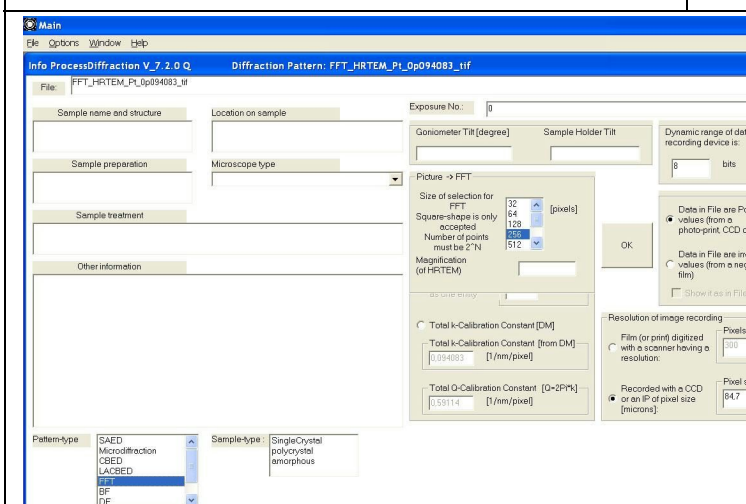 Main
File Options Window Help
Info ProcessDiffraction V_7.2.0 Q Diffraction Pattern: FFT_HRTEM_Pt_0p094083_tif
File: FFT_HRTEM_Pt_0p094083_tif
Sample name and structure
Location on sample
Sample preparation
Microscope type
Sample treatment
Other information
Exposure No.: 0
Goniometer Tilt [degree] Sample Holder Tilt
Dynamic range of dat
recording device is:
8 bits
Picture -> FFT
Size of selection for
FFT
Square-shape is only
accepted
Number of points
must be 2^N
32
64
128
256
512
[pixels]
Magnification
(of HRTEM)
OK
Data in File are Po
values (from a
photo-print, CCD o
Data in File are inv
values (from a neg
film)
Show it as in File
as one entity
Total k-Calibration Constant [DM]
Total k-Calibration Constant [from DM]
0,094083 [1/nm/pixel]
Total Q-Calibration Constant [Q=2Pi*k]
0,59114 [1/nm/pixel]
Resolution of image recording
Film (or print) digitized
with a scanner having a
resolution:
Pixels
300
Recorded with a CCD
or an IP of pixel size
[microns]:
Pixel s
84,7
Pattern-type
SAED
Microdiffraction
CBED
LACBED
FFT
BF
DF
Sample-type :
SingleCrystal
polycrystal
amorphous